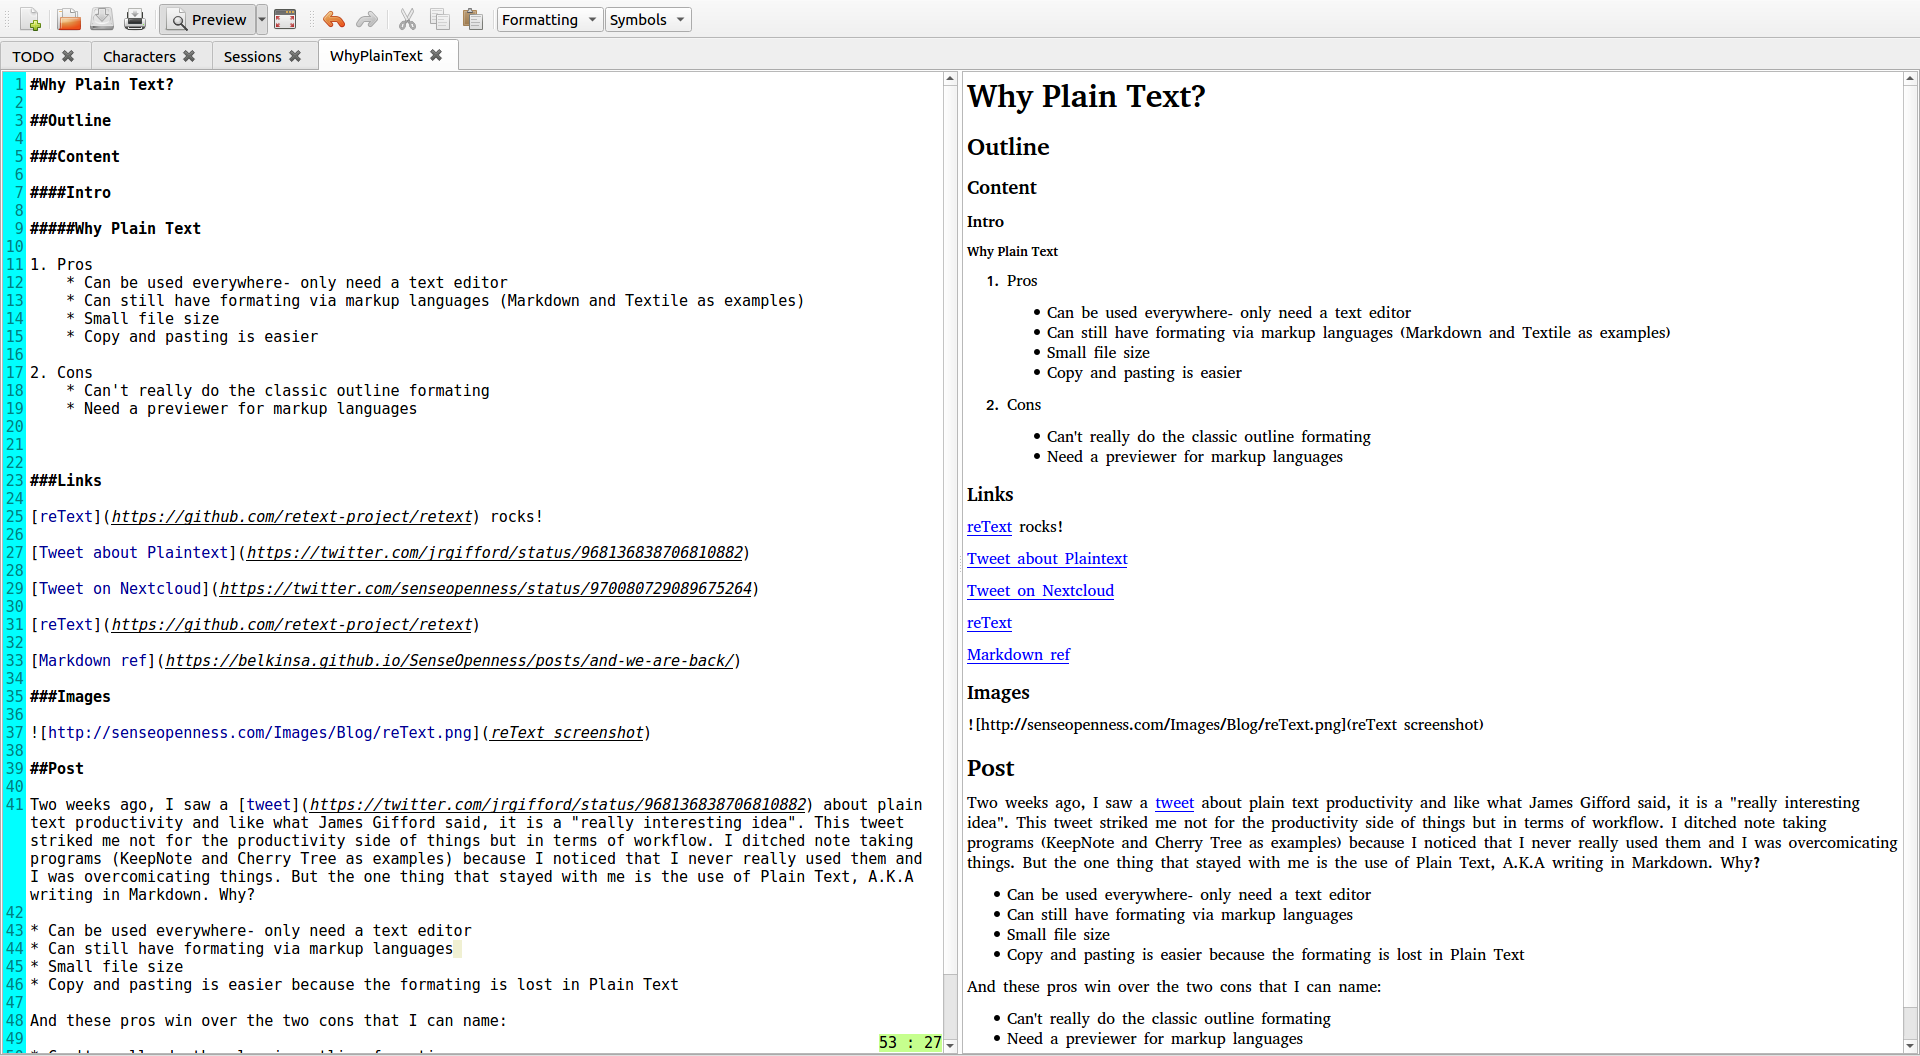 Preview Formatting Symbols
TODO Characters Sessions WhyPlainText
1 #Why Plain Text?
2
3 ##Outline
4
5 ###Content
6
7 ####Intro
8
9 #####Why Plain Text
10
11 1. Pros
12 * Can be used everywhere- only need a text editor
13 * Can still have formating via markup languages (Markdown and Textile as examples)
14 * Small file size
15 * Copy and pasting is easier
16
17 2. Cons
18 * Can't really do the classic outline formating
19 * Need a previewer for markup languages
20
21
22
23 ###Links
24
25 [reText](https://github.com/retext-project/retext) rocks!
26
27 [Tweet about Plaintext](https://twitter.com/jrgifford/status/968136838706810882)
28
29 [Tweet on Nextcloud](https://twitter.com/senseopenness/status/970080729089675264)
30
31 [reText](https://github.com/retext-project/retext)
32
33 [Markdown ref](https://belkinsa.github.io/SenseOpenness/posts/and-we-are-back/)
34
35 ###Images
36
37 ![http://senseopenness.com/Images/Blog/reText.png](reText screenshot)
38
39 ##Post
40
41 Two weeks ago, I saw a [tweet](https://twitter.com/jrgifford/status/968136838706810882) about plain
text productivity and like what James Gifford said, it is a "really interesting idea". This tweet
striked me not for the productivity side of things but in terms of workflow. I ditched note taking
programs (KeepNote and Cherry Tree as examples) because I noticed that I never really used them and
I was overcomicating things. But the one thing that stayed with me is the use of Plain Text, A.K.A
writing in Markdown. Why?
42
43 * Can be used everywhere- only need a text editor
44 * Can still have formating via markup languages
45 * Small file size
46 * Copy and pasting is easier because the formating is lost in Plain Text
47
48 And these pros win over the two cons that I can name:
49
53 : 27
Why Plain Text?
Outline
Content
Intro
Why Plain Text
1. Pros
• Can be used everywhere- only need a text editor
• Can still have formating via markup languages (Markdown and Textile as examples)
• Small file size
• Copy and pasting is easier
2. Cons
• Can't really do the classic outline formating
• Need a previewer for markup languages
Links
reText rocks!
Tweet about Plaintext
Tweet on Nextcloud
reText
Markdown ref
Images
![http://senseopenness.com/Images/Blog/reText.png](reText screenshot)
Post
Two weeks ago, I saw a tweet about plain text productivity and like what James Gifford said, it is a "really interesting
idea". This tweet striked me not for the productivity side of things but in terms of workflow. I ditched note taking
programs (KeepNote and Cherry Tree as examples) because I noticed that I never really used them and I was overcomicating
things. But the one thing that stayed with me is the use of Plain Text, A.K.A writing in Markdown. Why?
• Can be used everywhere- only need a text editor
• Can still have formating via markup languages
• Small file size
• Copy and pasting is easier because the formating is lost in Plain Text
And these pros win over the two cons that I can name:
• Can't really do the classic outline formating
• Need a previewer for markup languages